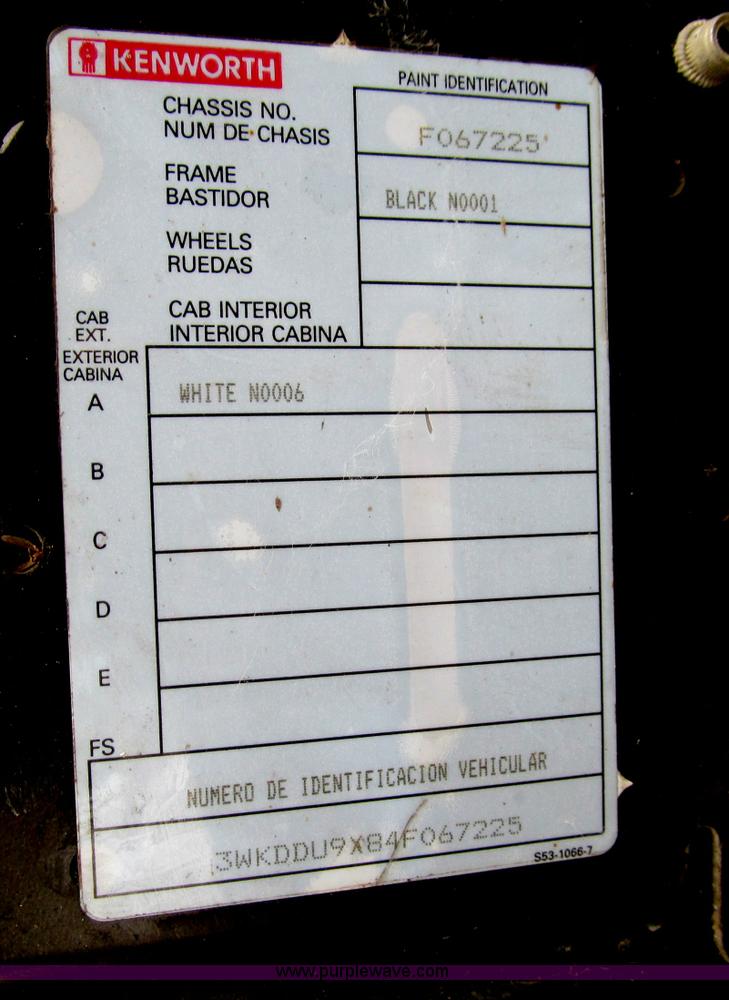 KENWORTH
PAINT IDENTIFICATION
CHASSIS NO.
NUM DE CHASIS
F067225
FRAME
BASTIDOR
BLACK N0001
WHEELS
RUEDAS
CAB INTERIOR
INTERIOR CABINA
CAB
EXT.
EXTERIOR
CABINA
A
WHITE N0006
B
C
D
E
FS
NUMERO DE IDENTIFICACION VEHICULAR
3WKDDU9X84F067225
S53-1066-7
www.purplewave.com